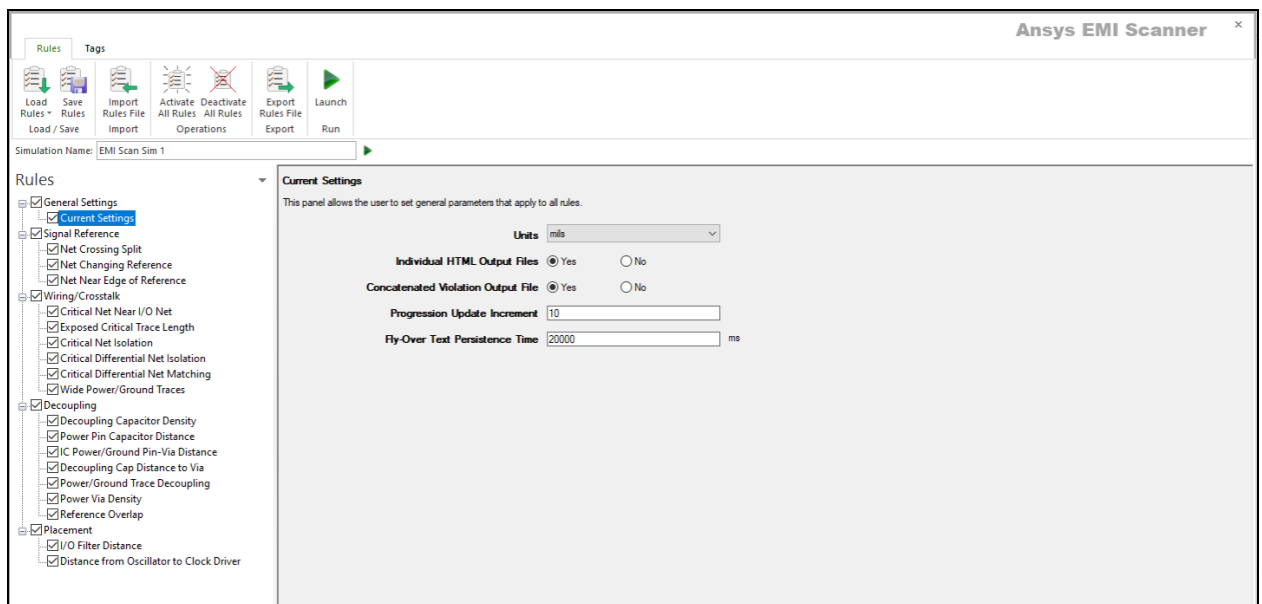 Ansys EMI Scanner
Rules Tags
Load Rules Save Rules Import Rules File Activate All Rules Deactivate All Rules Export Rules File Launch
Load / Save Import Operations Export Run
Simulation Name: EMI Scan Sim 1
Rules
General Settings
Current Settings
Signal Reference
Net Crossing Split
Net Changing Reference
Net Near Edge of Reference
Wiring/Crosstalk
Critical Net Near I/O Net
Exposed Critical Trace Length
Critical Net Isolation
Critical Differential Net Isolation
Critical Differential Net Matching
Wide Power/Ground Traces
Decoupling
Decoupling Capacitor Density
Power Pin Capacitor Distance
IC Power/Ground Pin-Via Distance
Decoupling Cap Distance to Via
Power/Ground Trace Decoupling
Power Via Density
Reference Overlap
Placement
I/O Filter Distance
Distance from Oscillator to Clock Driver
Current Settings
This panel allows the user to set general parameters that apply to all rules.
Units mils
Individual HTML Output Files Yes No
Concatenated Violation Output File Yes No
Progression Update Increment 10
Fly-Over Text Persistence Time 20000 ms